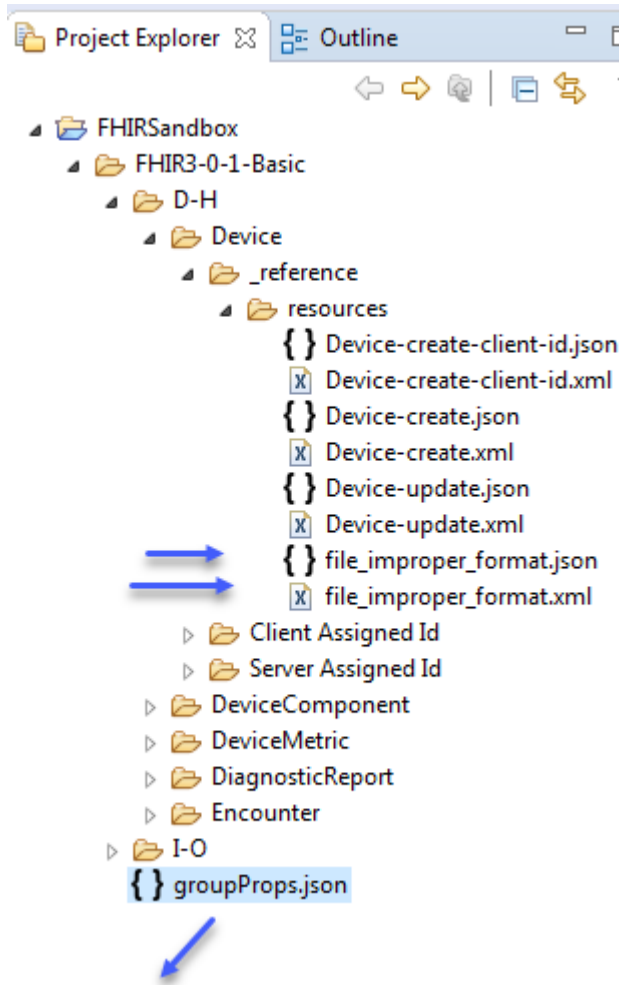 Project Explorer Outline
FHIRSandbox
FHIR3-0-1-Basic
D-H
Device
_reference
resources
{ } Device-create-client-id.json
X Device-create-client-id.xml
{ } Device-create.json
X Device-create.xml
{ } Device-update.json
X Device-update.xml
{ } file_improper_format.json
X file_improper_format.xml
Client Assigned Id
Server Assigned Id
DeviceComponent
DeviceMetric
DiagnosticReport
Encounter
I-O
{ } groupProps.json